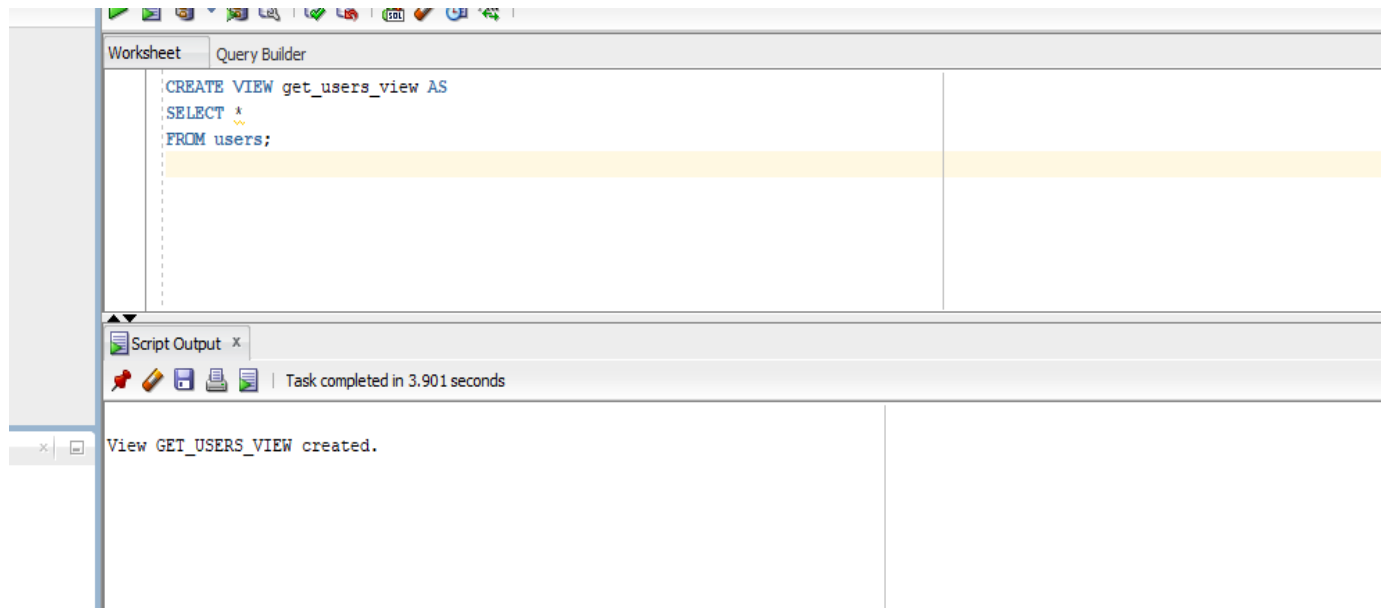 SQL
Worksheet Query Builder
CREATE VIEW get_users_view AS
SELECT *
FROM users;
Script Output x
Task completed in 3.901 seconds
View GET_USERS_VIEW created.